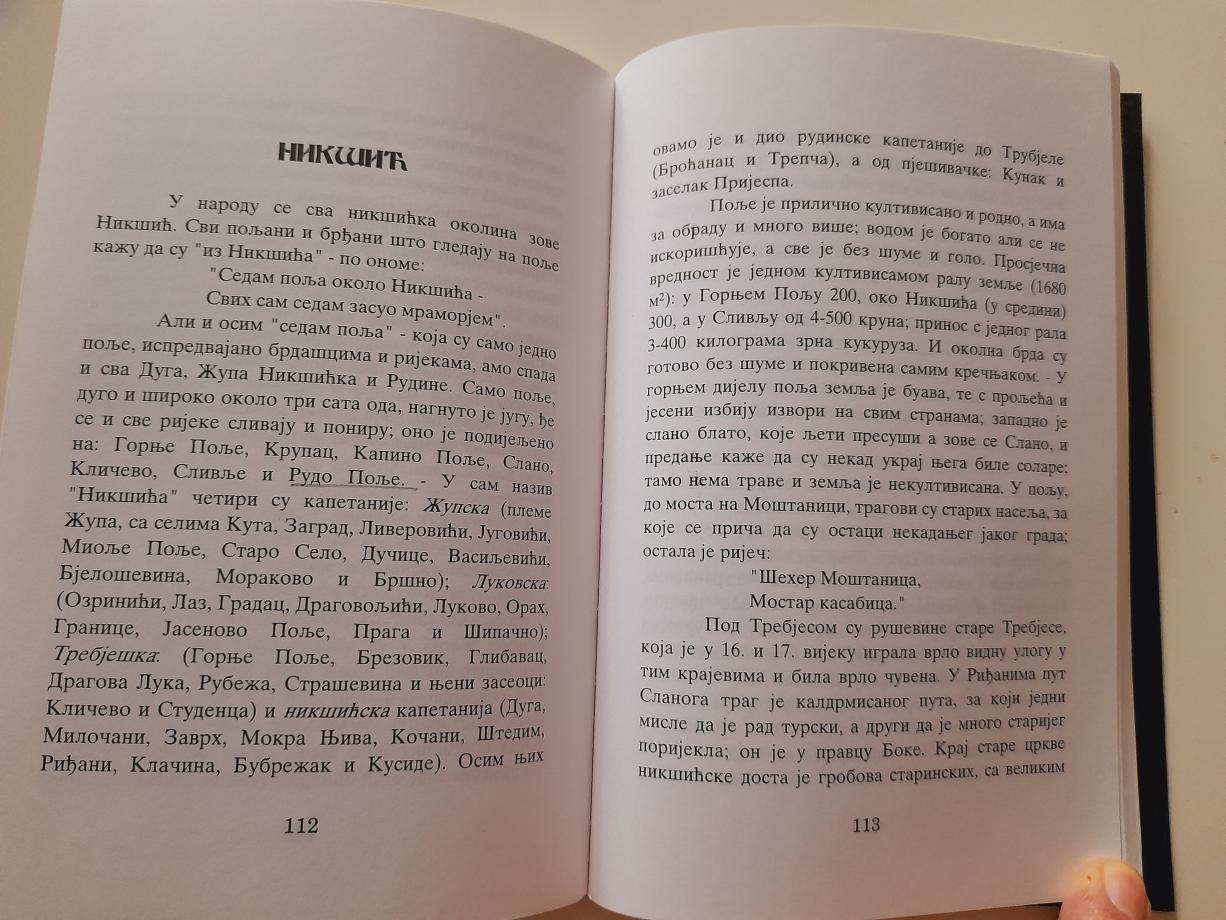 НИКШИЋ
У народу се сва никшићка околина зове
Никшић. Сви пољани и брђани што гледају на поље
кажу да су "из Никшића" - по ономе:
"Седам поља около Никшића -
Свих сам седам засуо мраморјем".
Али и осим "седам поља" - која су само једно
поље, испредвајано брдашцима и ријекама, амо спада
и сва Дуга, Жупа Никшићка и Рудине. Само поље,
дуго и широко около три сата ода, нагнуто је југу, ђе
се и све ријеке сливају и пониру; оно је подијељено
на: Горње Поље, Крупац, Капино Поље, Слано,
Кличево, Сливље и Рудо Поље. - У сам назив
"Никшића" четири су капетаније: Жупска (племе
Жупа, са селима Кута, Заград, Ливеровићи, Југовићи,
Миоље Поље, Старо Село, Дучице, Васиљевићи,
Бјелошевина, Мораково и Бршно); Луковска:
(Озринићи, Лаз, Градац, Драговољићи, Луково, Орах,
Границе, Јасеново Поље, Прага и Шипачно);
Требјешка: (Горње Поље, Брезовик, Глибавац,
Драгова Лука, Рубежа, Страшевина и њени засеоци:
Кличево и Студенца) и никшићска капетанија (Дуга,
Милочани, Заврх, Мокра Њива, Кочани, Штедим,
Риђани, Клачина, Бубрежак и Кусиде). Осим њих
112
овамо је и дио рудинске капетаније до Трубјеле
(Броћанац и Трепча), а од пјешивачке: Кунак и
заселак Пријеспа.
Поље је прилично култивисано и родно, а има
за обраду и много више; водом је богато али се не
искоришћује, а све је без шуме и голо. Просјечна
вредност је једном култивисамом ралу земље (1680
м²): у Горњем Пољу 200, око Никшића (у средини)
300, а у Сливљу од 4-500 круна; принос с једног рала
3-400 килограма зрна кукуруза. И околна брда су
готово без шуме и покривена самим кречњаком. - У
горњем дијелу поља земља је буава, те с прољећа и
јесени избију извори на свим странама; западно је
слано блато, које љети пресуши а зове се Слано, и
предање каже да су некад украј њега биле соларе;
тамо нема траве и земља је некултивисана. У пољу,
до моста на Моштаници, трагови су старих насеља, за
које се прича да су остаци некадањег јаког града;
остала је ријеч:
"Шехер Моштаница,
Мостар касабица."
Под Требјесом су рушевине старе Требјесе,
која је у 16. и 17. вијеку играла врло видну улогу у
тим крајевима и била врло чувена. У Риђанима пут
Сланога траг је калдрмисаног пута, за који једни
мисле да је рад турски, а други да је много старијег
поријекла; он је у правцу Боке. Крај старе цркве
никшићске доста је гробова старинских, са великим
113